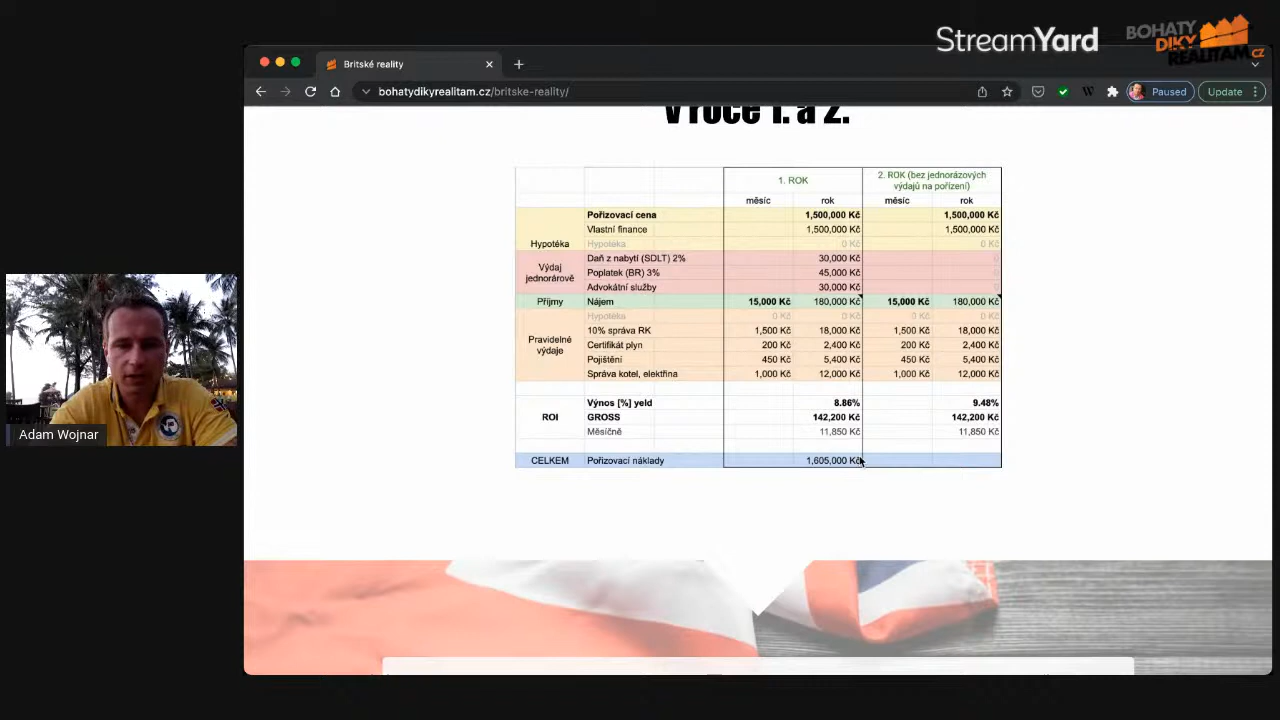 StreamYard
BOHATY
DIKY
REALITAM.CZ
Britské reality
bohatydikyrealitam.cz/britske-reality/
Paused
Update
v roce 1. a 2.
1. ROK
2. ROK (bez jednorázových
výdajů na pořízení)
měsíc rok měsíc rok
Pořizovací cena 1,500,000 Kč 1,500,000 Kč
Vlastní finance 1,500,000 Kč 1,500,000 Kč
Hypotéka Hypotéka 0 Kč 0 Kč
Výdaj
jednorárově
Daň z nabytí (SDLT) 2% 30,000 Kč 0
Poplatek (BR) 3% 45,000 Kč
Advokátní služby 30,000 Kč 0
Příjmy Nájem 15,000 Kč 180,000 Kč 15,000 Kč 180,000 Kč
Pravidelné
výdaje
Hypotéka 0 Kč 0 Kč 0 Kč 0 Kč
10% správa RK 1,500 Kč 18,000 Kč 1,500 Kč 18,000 Kč
Certifikát plyn 200 Kč 2,400 Kč 200 Kč 2,400 Kč
Pojištění 450 Kč 5,400 Kč 450 Kč 5,400 Kč
Správa kotel, elektřina 1,000 Kč 12,000 Kč 1,000 Kč 12,000 Kč
Výnos [%] yeld 8.86% 9.48%
ROI GROSS 142,200 Kč 142,200 Kč
Měsíčně 11,850 Kč 11,850 Kč
CELKEM Pořizovací náklady 1,605,000 Kč
Adam Wojnar